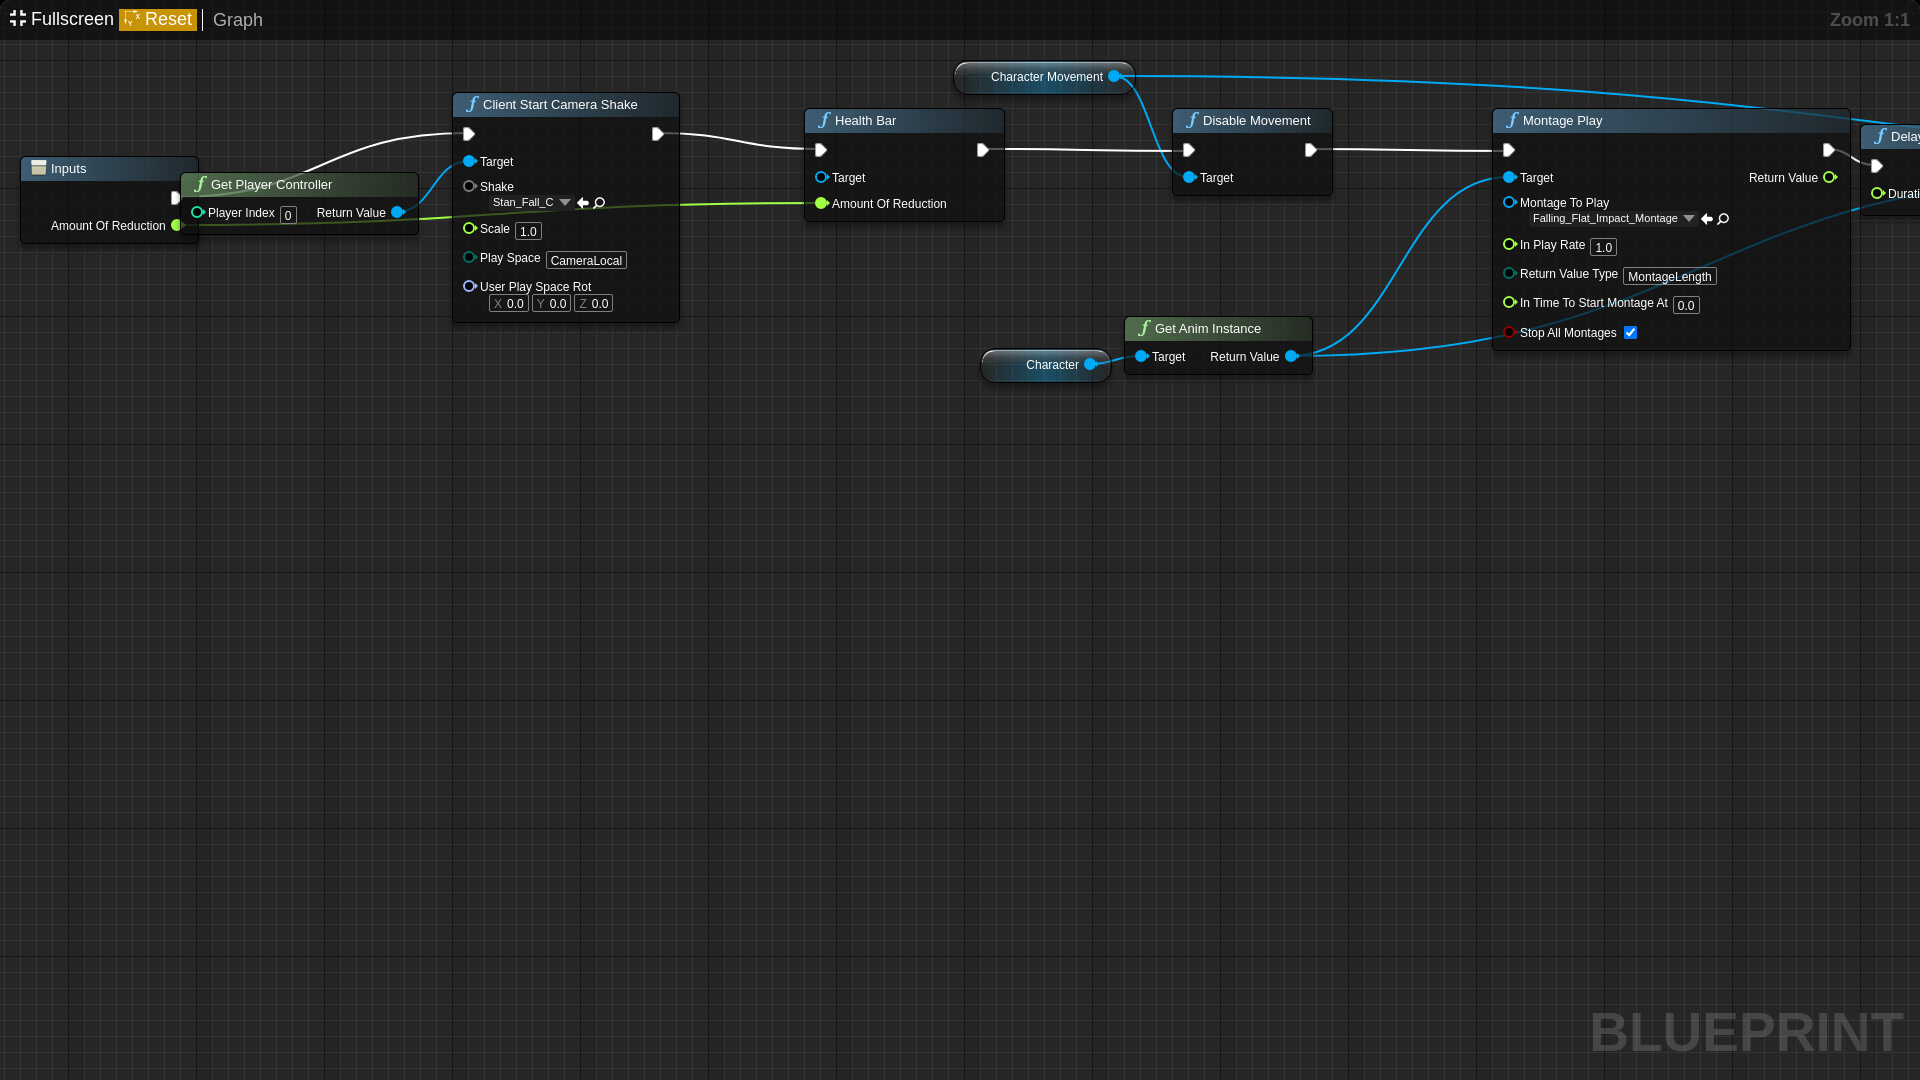 Fullscreen Reset Graph
Zoom 1:1
Inputs
Amount Of Reduction
Get Player Controller
Player Index 0 Return Value
Client Start Camera Shake
Target
Shake
Stan_Fall_C
Scale 1.0
Play Space CameraLocal
User Play Space Rot
X 0.0 Y 0.0 Z 0.0
Health Bar
Target
Amount Of Reduction
Character Movement
Disable Movement
Target
Character
Get Anim Instance
Target Return Value
Montage Play
Target Return Value
Montage To Play
Falling_Flat_Impact_Montage
In Play Rate 1.0
Return Value Type MontageLength
In Time To Start Montage At 0.0
Stop All Montages
Delay
Durati
BLUEPRINT